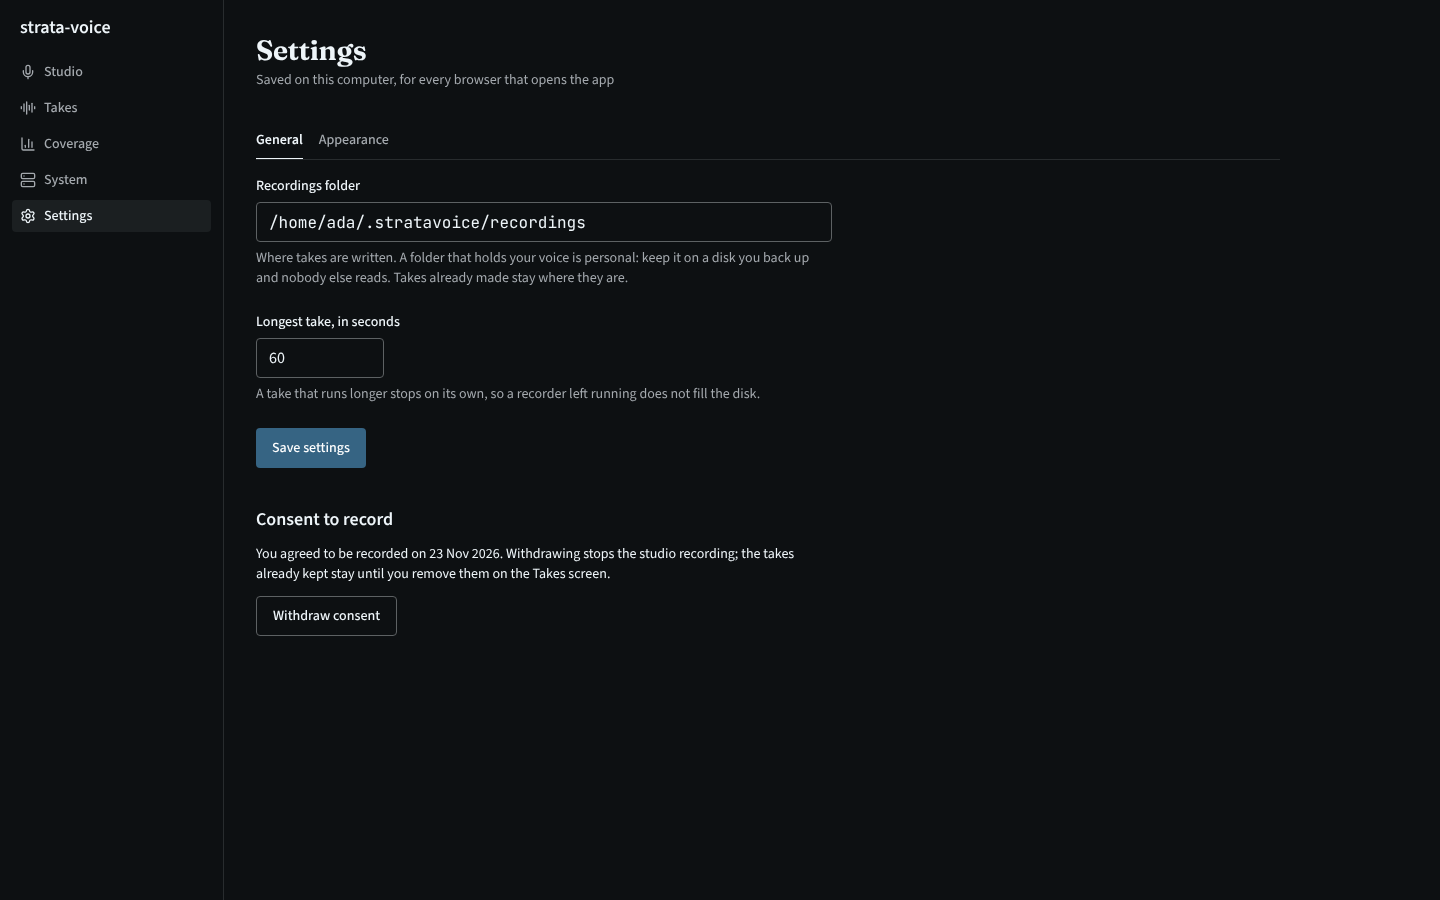 strata-voice
Studio
Takes
Coverage
System
Settings
Settings
Saved on this computer, for every browser that opens the app
General
Appearance
Recordings folder
/home/ada/.stratavoice/recordings
Where takes are written. A folder that holds your voice is personal: keep it on a disk you back up
and nobody else reads. Takes already made stay where they are.
Longest take, in seconds
60
A take that runs longer stops on its own, so a recorder left running does not fill the disk.
Save settings
Consent to record
You agreed to be recorded on 23 Nov 2026. Withdrawing stops the studio recording; the takes
already kept stay until you remove them on the Takes screen.
Withdraw consent